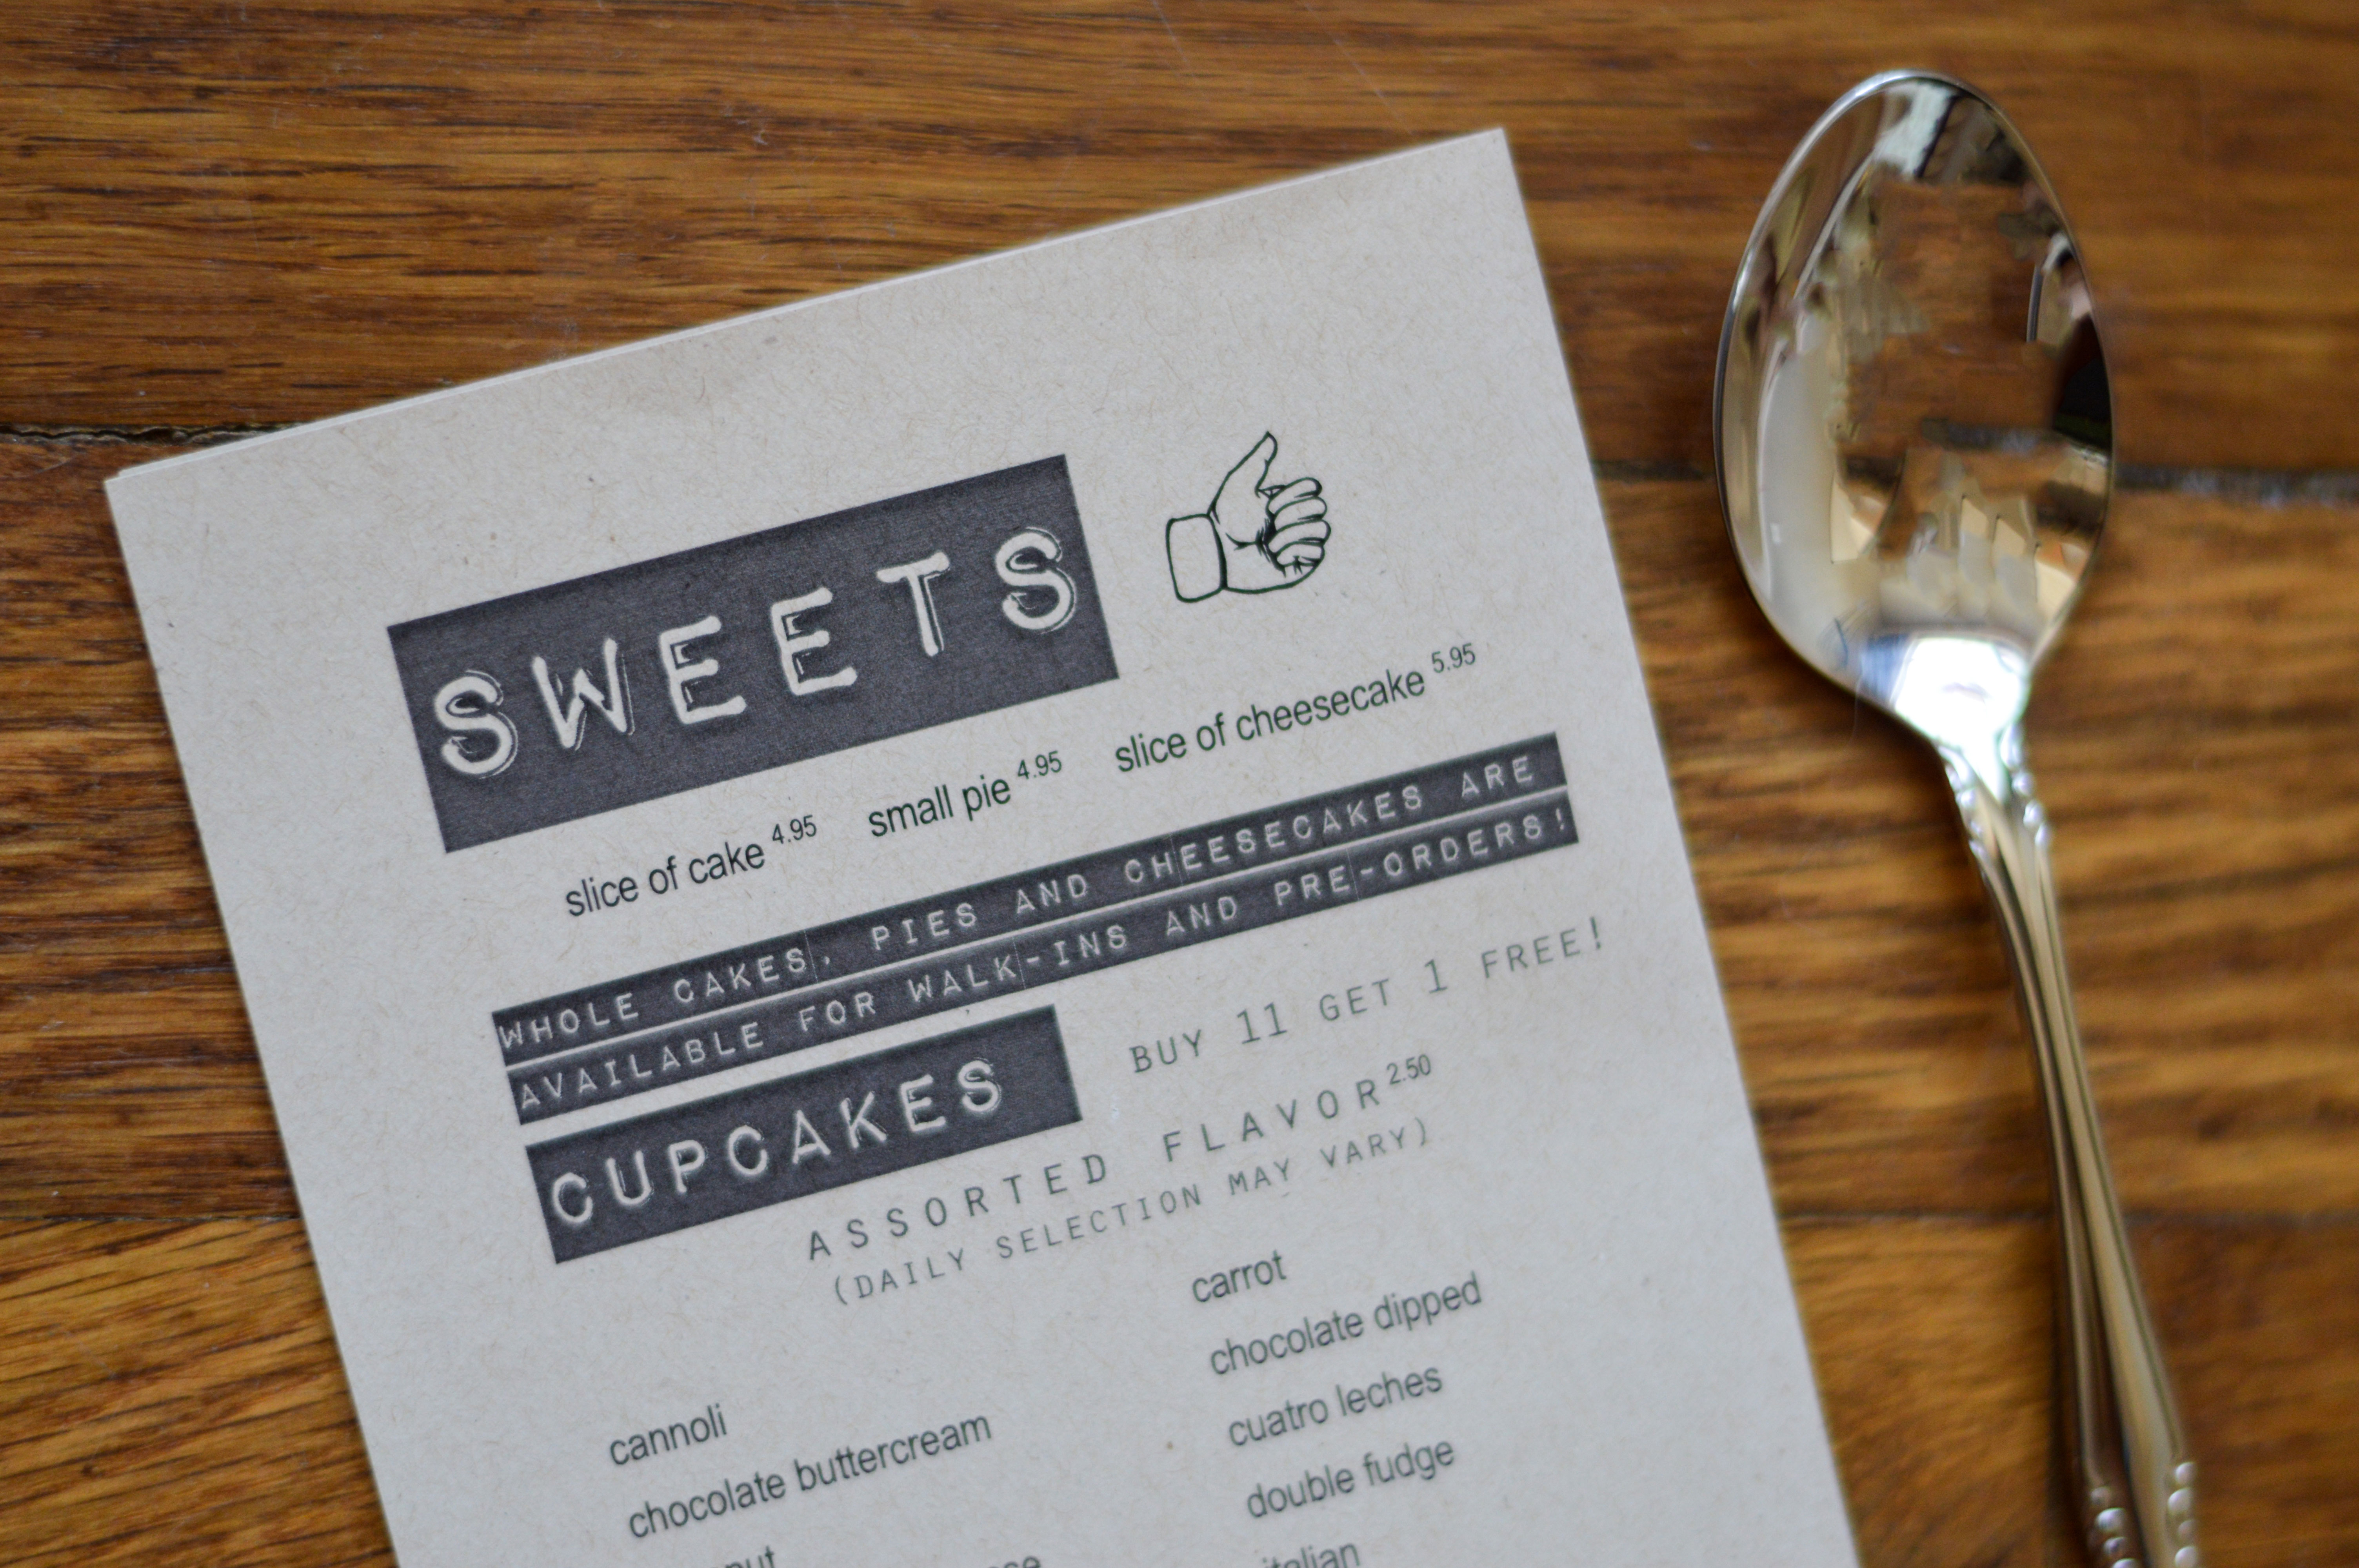 SWEETS
slice of cake 4.95 small pie 4.95 slice of cheesecake 5.95
WHOLE CAKES, PIES AND CHEESECAKES ARE
AVAILABLE FOR WALK-INS AND PRE-ORDERS!
CUPCAKES BUY 11 GET 1 FREE!
ASSORTED FLAVOR 2.50
(DAILY SELECTION MAY VARY)
cannoli
chocolate buttercream
carrot
chocolate dipped
cuatro leches
double fudge
italian